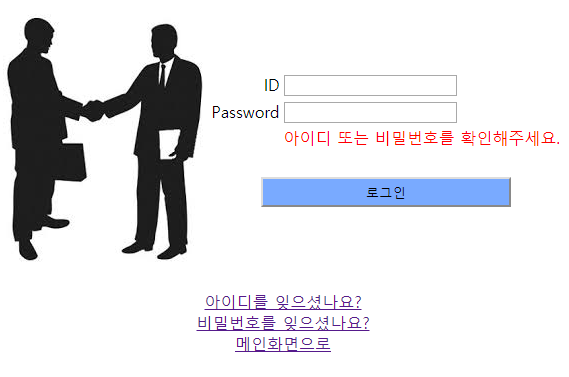 ID
Password
아이디 또는 비밀번호를 확인해주세요.
로그인
아이디를 잊으셨나요?
비밀번호를 잊으셨나요?
메인화면으로